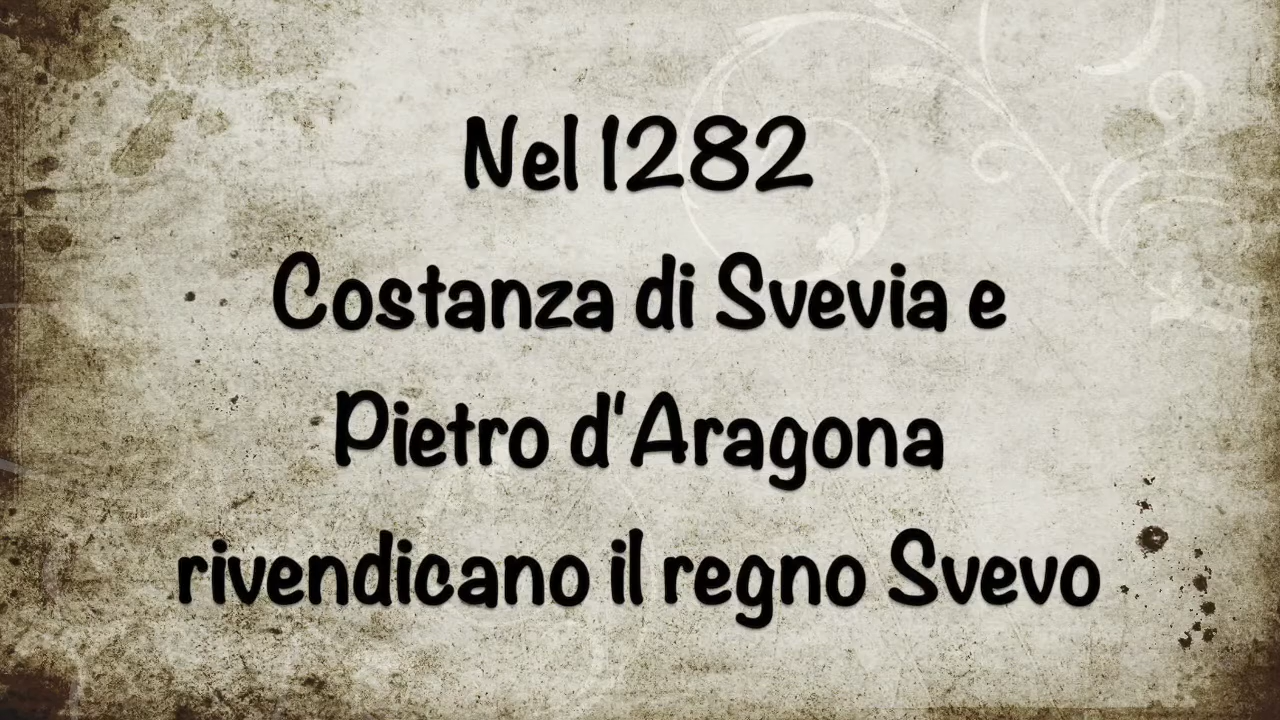 Nel 1282
Costanza di Svevia e
Pietro d'Aragona
rivendicano il regno Svevo